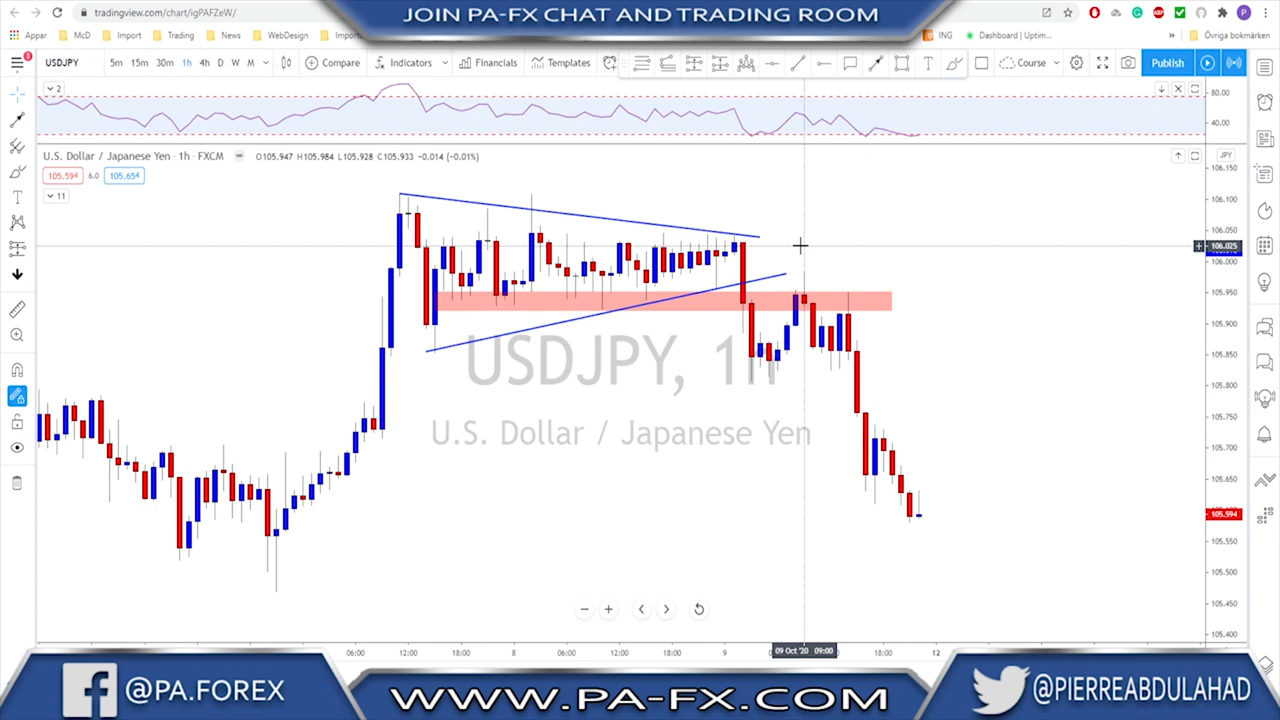 JOIN PA-FX CHAT AND TRADING ROOM
tradingview.com/chart/igPAFZeW/
Appar McD Import Trading News WebDesign Import ING Dashboard | Uptim... » Övriga bokmärken
USDJPY 5m 15m 30m 1h 4h D W M Compare Indicators Financials Templates Course Publish
2
80.00
40.00
U.S. Dollar / Japanese Yen · 1h · FXCM O105.947 H105.984 L105.928 C105.933 -0.014 (-0.01%)
JPY
105.594 6.0 105.654
11
106.150
106.100
106.050
106.025
106.000
105.950
105.900
105.850
105.800
105.750
105.700
105.650
105.594
105.550
105.500
105.450
105.400
USDJPY, 1h
U.S. Dollar / Japanese Yen
06:00 12:00 18:00 8 06:00 12:00 18:00 9 09 Oct '20 09:00 18:00 12
@PA.FOREX
WWW.PA-FX.COM
@PIERREABDULAHAD